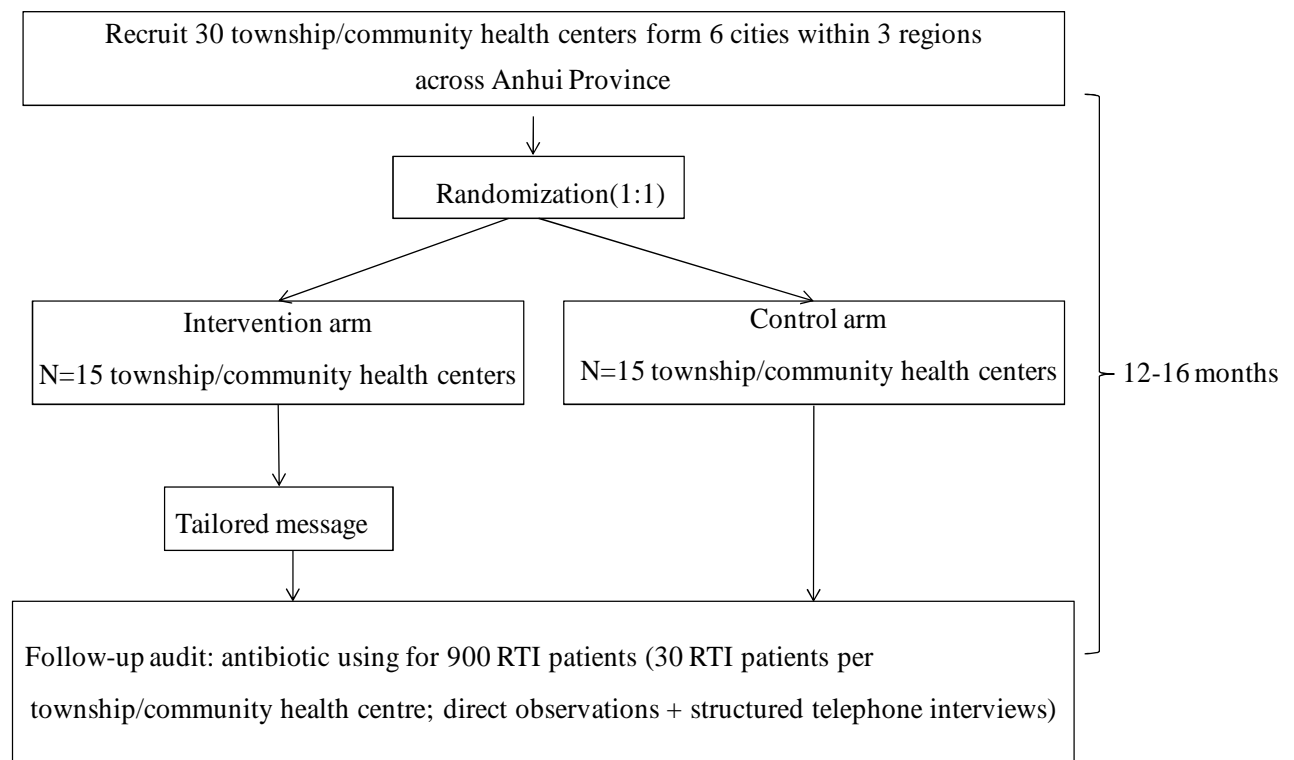 Recruit 30 township/community health centers form 6 cities within 3 regions
across Anhui Province
Randomization(1:1)
Intervention arm
N=15 township/community health centers
Control arm
N=15 township/community health centers
12-16 months
Tailored message
Follow-up audit: antibiotic using for 900 RTI patients (30 RTI patients per
township/community health centre; direct observations + structured telephone interviews)